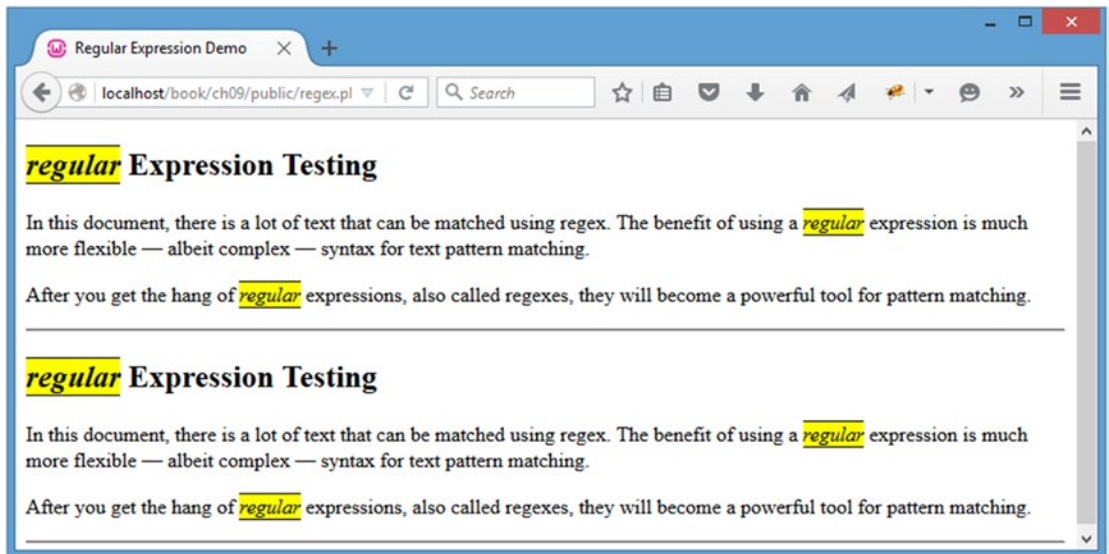 Regular Expression Demo
localhost/book/ch09/public/regex.pl
Search
regular Expression Testing
In this document, there is a lot of text that can be matched using regex. The benefit of using a regular expression is much
more flexible — albeit complex — syntax for text pattern matching.
After you get the hang of regular expressions, also called regexes, they will become a powerful tool for pattern matching.
regular Expression Testing
In this document, there is a lot of text that can be matched using regex. The benefit of using a regular expression is much
more flexible — albeit complex — syntax for text pattern matching.
After you get the hang of regular expressions, also called regexes, they will become a powerful tool for pattern matching.